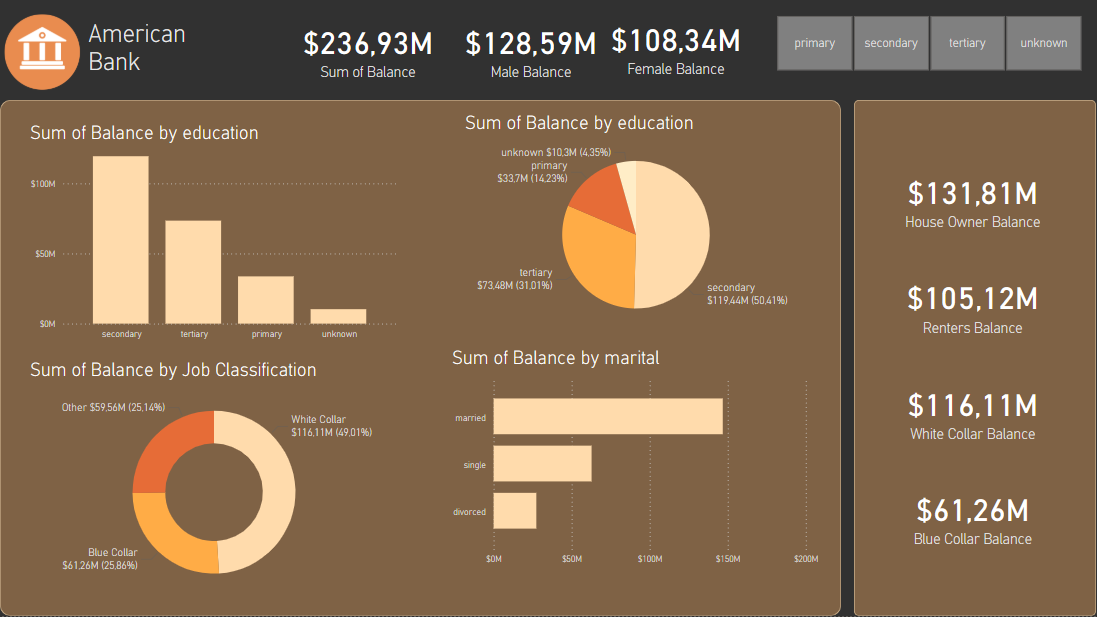 American
Bank
$236,93M
Sum of Balance
$128,59M
Male Balance
$108,34M
Female Balance
primary
secondary
tertiary
unknown
Sum of Balance by education
$100M
$50M
$0M
secondary
tertiary
primary
unknown
Sum of Balance by education
unknown $10,3M (4,35%)
primary
$33,7M (14,23%)
tertiary
$73,48M (31,01%)
secondary
$119,44M (50,41%)
Sum of Balance by Job Classification
Other $59,56M (25,14%)
White Collar
$116,11M (49,01%)
Blue Collar
$61,26M (25,86%)
Sum of Balance by marital
married
single
divorced
$0M
$50M
$100M
$150M
$200M
$131,81M
House Owner Balance
$105,12M
Renters Balance
$116,11M
White Collar Balance
$61,26M
Blue Collar Balance